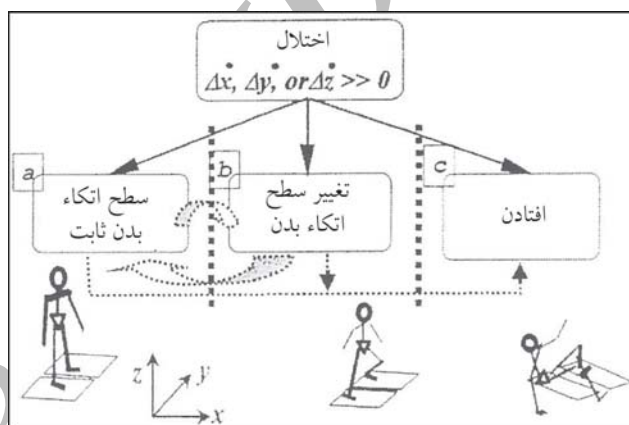 اختلال
Δẋ, Δẏ, or Δż >> 0
a
سطح اتکاء
بدن ثابت
b
تغییر سطح
اتکاء بدن
c
افتادن
z
y
x